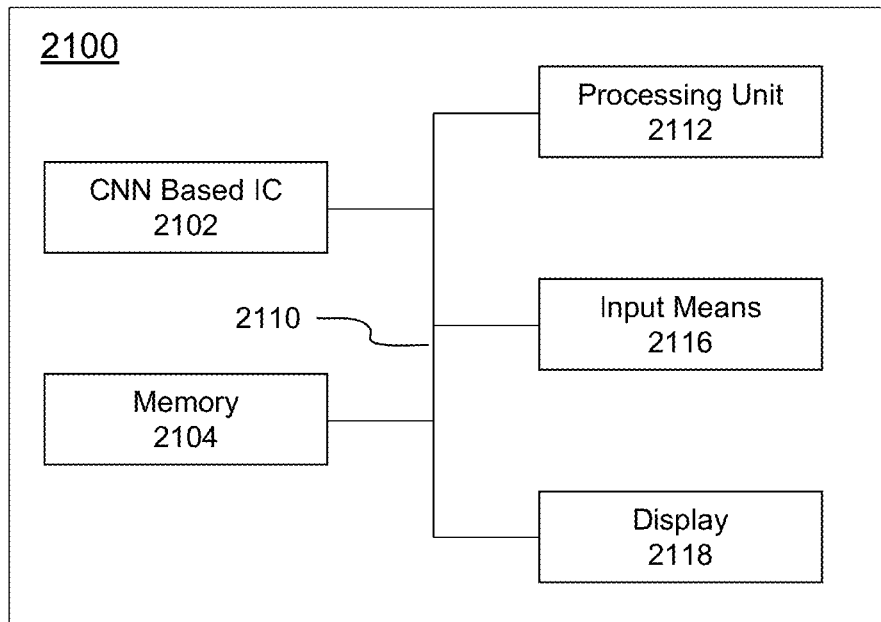 2100
Processing Unit
2112
CNN Based IC
2102
2110
Input Means
2116
Memory
2104
Display
2118